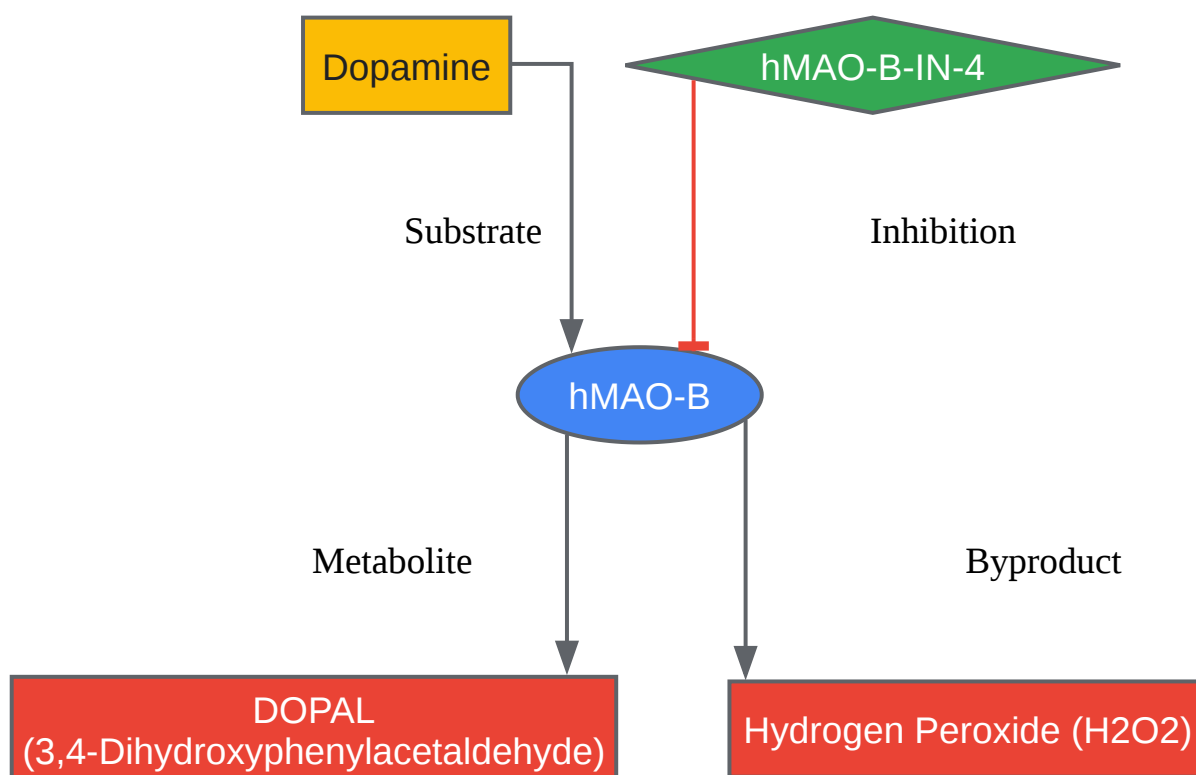 Dopamine
hMAO-B-IN-4
Substrate
Inhibition
hMAO-B
Metabolite
Byproduct
DOPAL
(3,4-Dihydroxyphenylacetaldehyde)
Hydrogen Peroxide (H2O2)